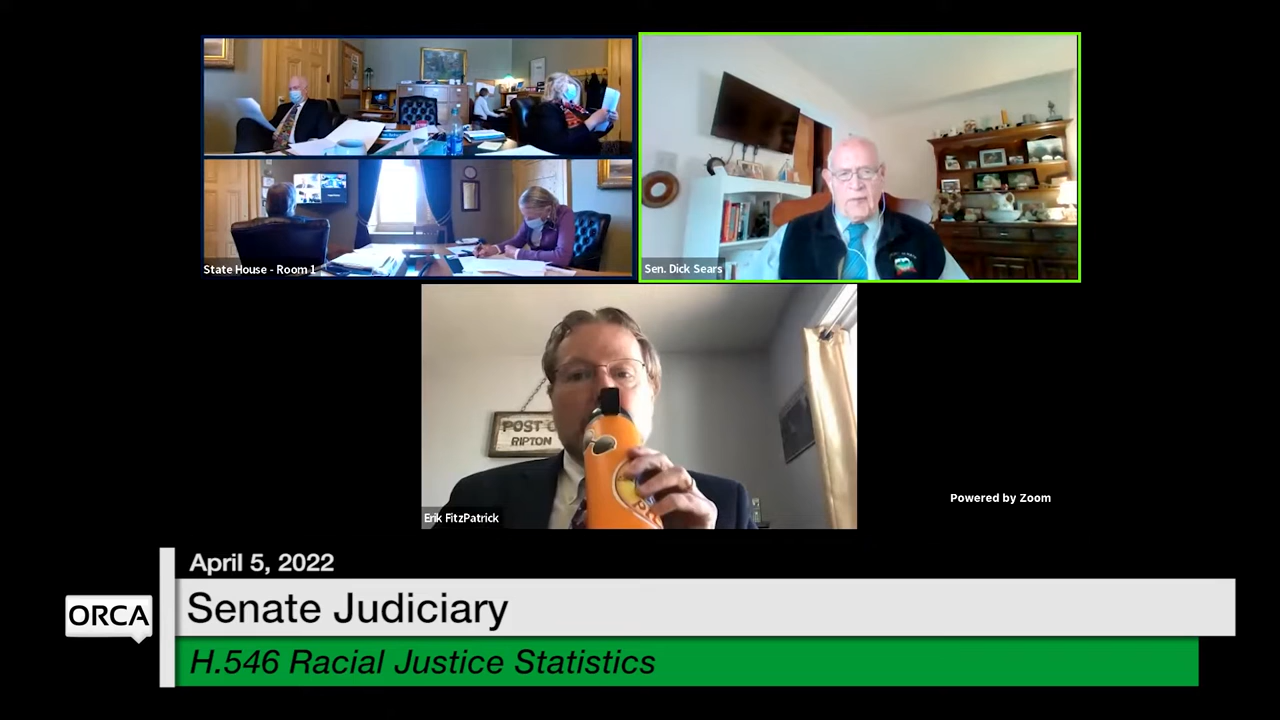 State House - Room 1
Sen. Dick Sears
POST O
RIPTON
Erik FitzPatrick
Powered by Zoom
April 5, 2022
ORCA
Senate Judiciary
H.546 Racial Justice Statistics